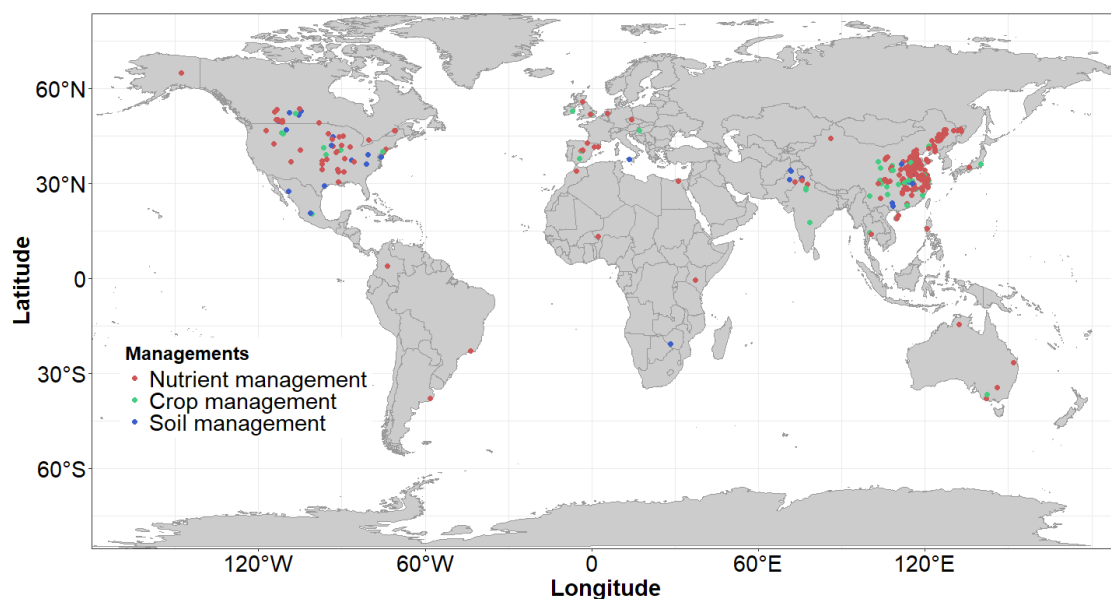 60°N
30°N
0
30°S
60°S
Latitude
Managements
Nutrient management
Crop management
Soil management
120°W 60°W 0 60°E 120°E
Longitude